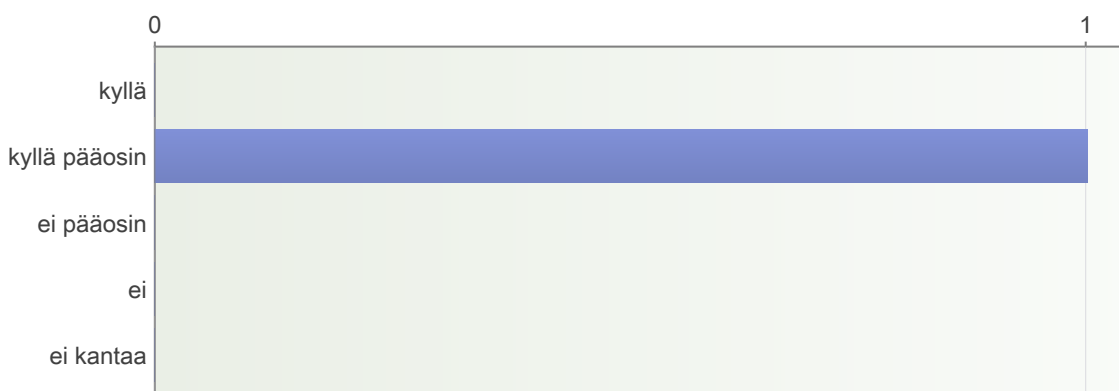 0 1
kyllä
kyllä pääosin
ei pääosin
ei
ei kantaa